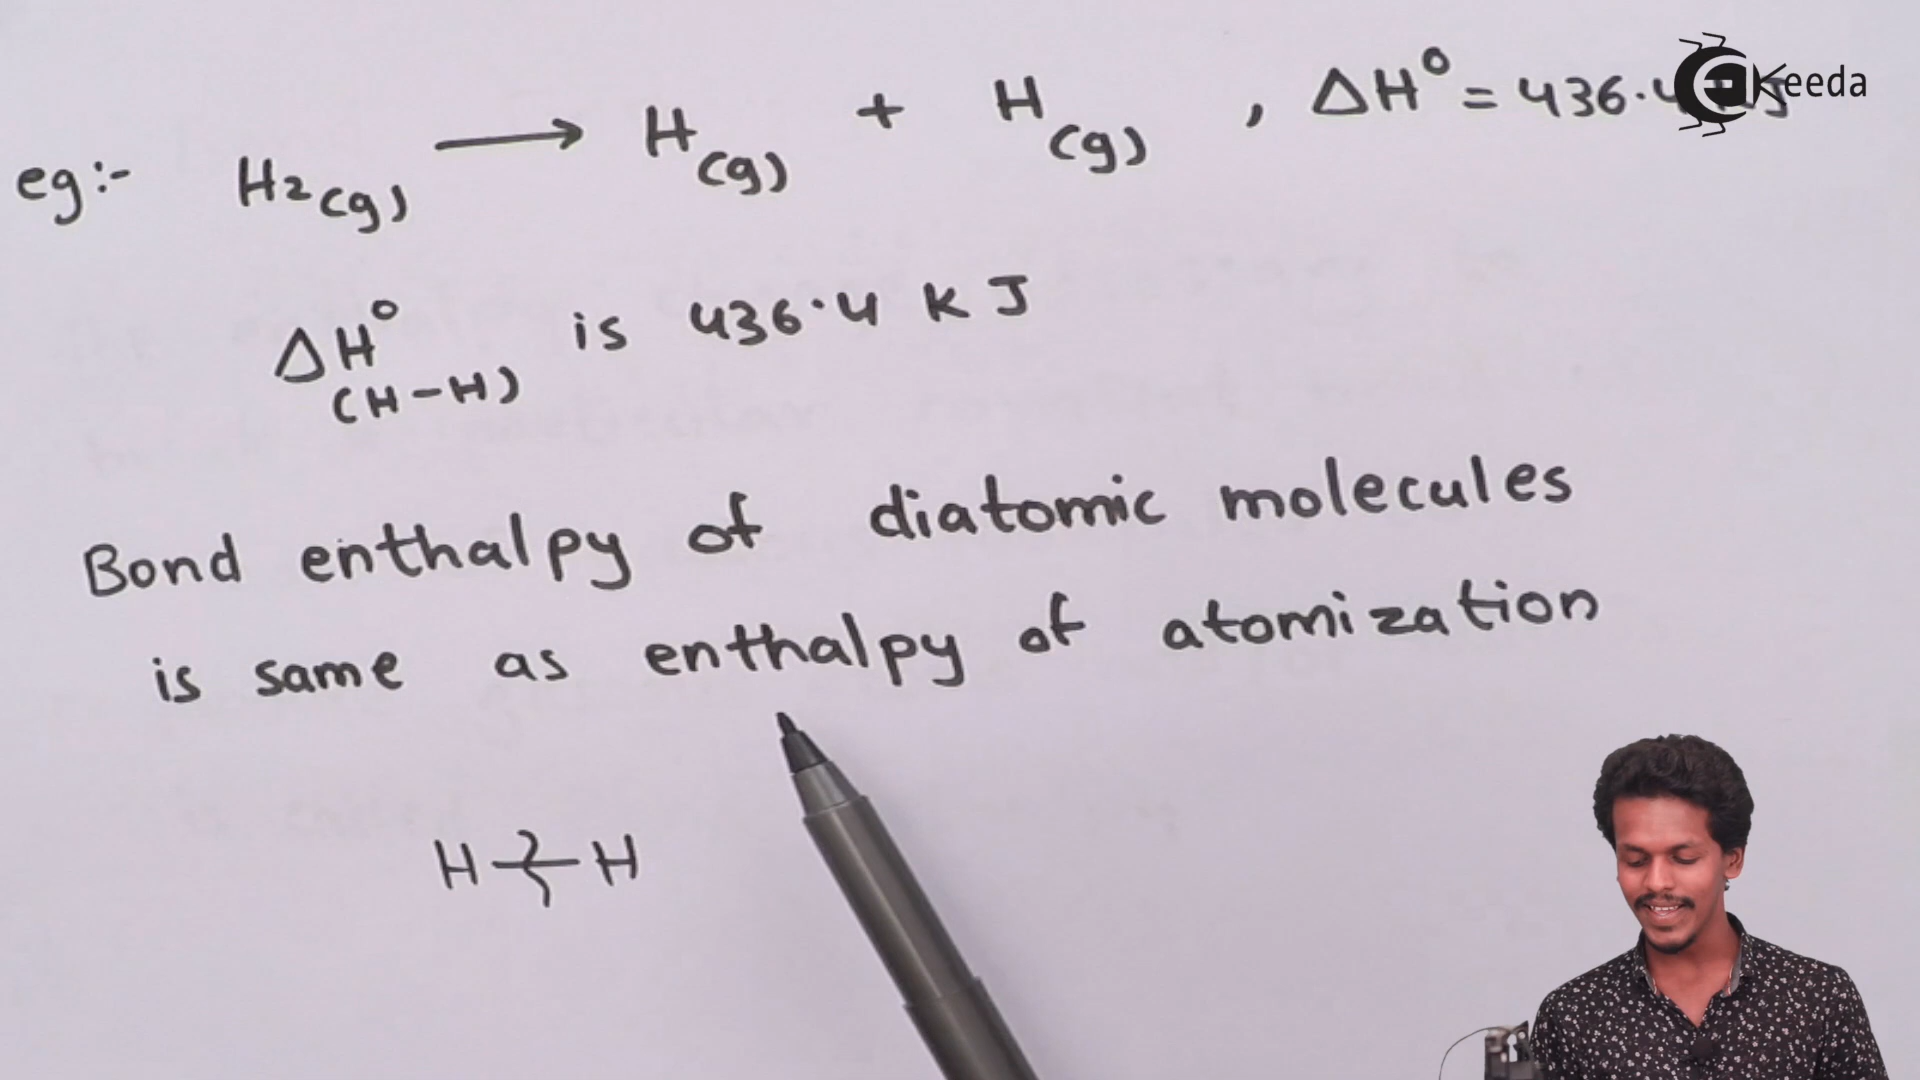 eg:- H2(g) ⟶ H(g) + H(g) , ΔH° = 436.4 KJ
Keeda
ΔH°(H-H) is 436.4 KJ
Bond enthalpy of diatomic molecules
is same as enthalpy of atomization
H-H